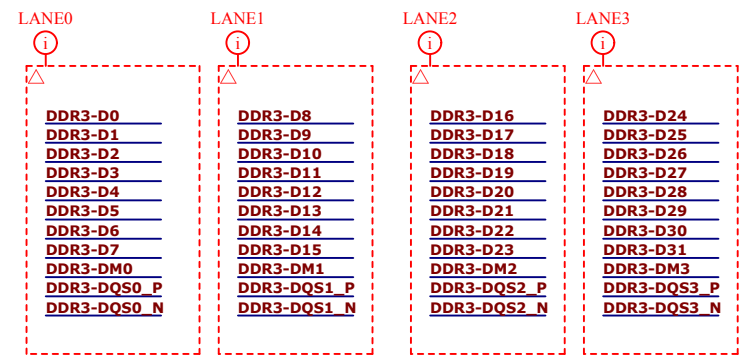 LANE0 LANE1 LANE2 LANE3
i i i i
DDR3-D0 DDR3-D8 DDR3-D16 DDR3-D24
DDR3-D1 DDR3-D9 DDR3-D17 DDR3-D25
DDR3-D2 DDR3-D10 DDR3-D18 DDR3-D26
DDR3-D3 DDR3-D11 DDR3-D19 DDR3-D27
DDR3-D4 DDR3-D12 DDR3-D20 DDR3-D28
DDR3-D5 DDR3-D13 DDR3-D21 DDR3-D29
DDR3-D6 DDR3-D14 DDR3-D22 DDR3-D30
DDR3-D7 DDR3-D15 DDR3-D23 DDR3-D31
DDR3-DM0 DDR3-DM1 DDR3-DM2 DDR3-DM3
DDR3-DQS0_P DDR3-DQS1_P DDR3-DQS2_P DDR3-DQS3_P
DDR3-DQS0_N DDR3-DQS1_N DDR3-DQS2_N DDR3-DQS3_N